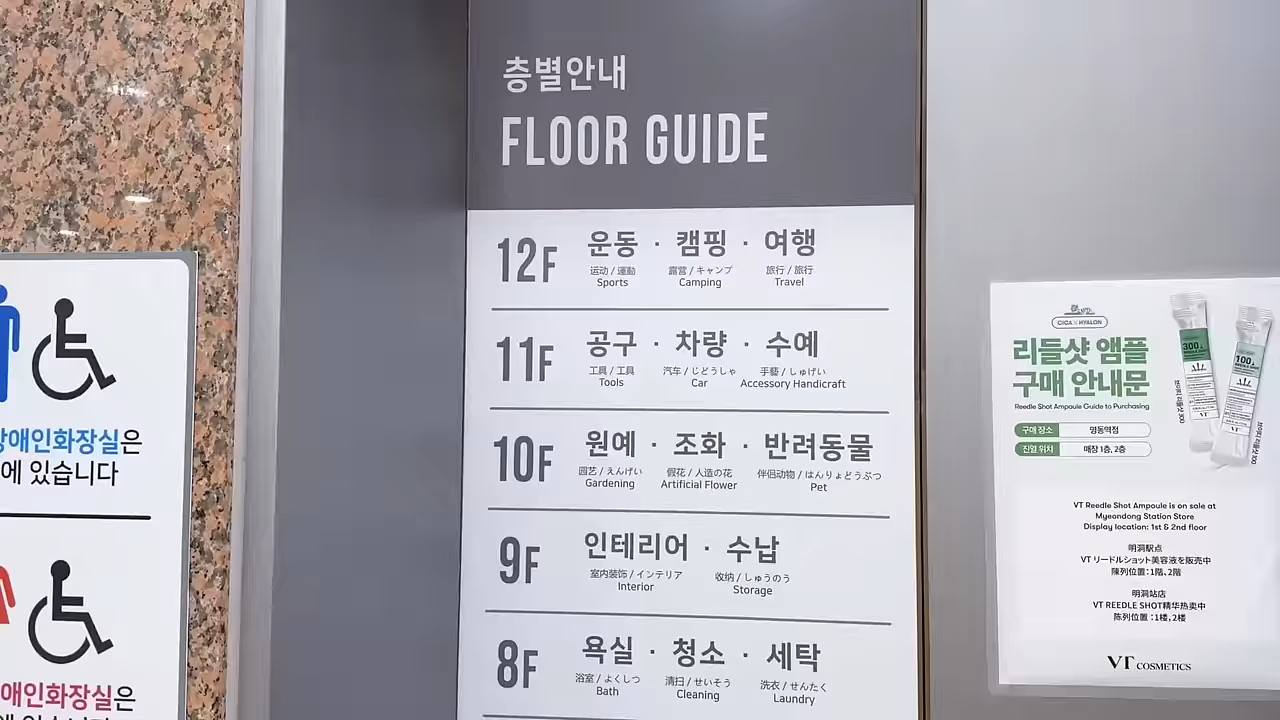 층별안내
FLOOR GUIDE
12F 운동 · 캠핑 · 여행
运动 / 運動 露营 / キャンプ 旅行 / 旅行
Sports Camping Travel
11F 공구 · 차량 · 수예
工具 / 工具 汽车 / じどうしゃ 手藝 / しゅげい
Tools Car Accessory Handicraft
10F 원예 · 조화 · 반려동물
园艺 / えんげい 假花 / 人造の花 伴侣动物 / はんりょどうぶつ
Gardening Artificial Flower Pet
9F 인테리어 · 수납
室内装饰 / インテリア 收纳 / しゅうのう
Interior Storage
8F 욕실 · 청소 · 세탁
浴室 / よくしつ 清扫 / せいそう 洗衣 / せんたく
Bath Cleaning Laundry
장애인화장실은
에 있습니다
애인화장실은
CICA x HYALON
리들샷 앰플
구매 안내문
Reedle Shot Ampoule Guide to Purchasing
구매 장소 명동역점
진열 위치 매장 1층, 2층
300
100
VT Reedle Shot Ampoule is on sale at
Myeondong Station Store
Display location: 1st & 2nd floor
明洞駅点
VT リードルショット美容液を販売中
陳列位置：1階、2階
明洞站店
VT REEDLE SHOT精华热卖中
陈列位置：1楼，2楼
VT COSMETICS